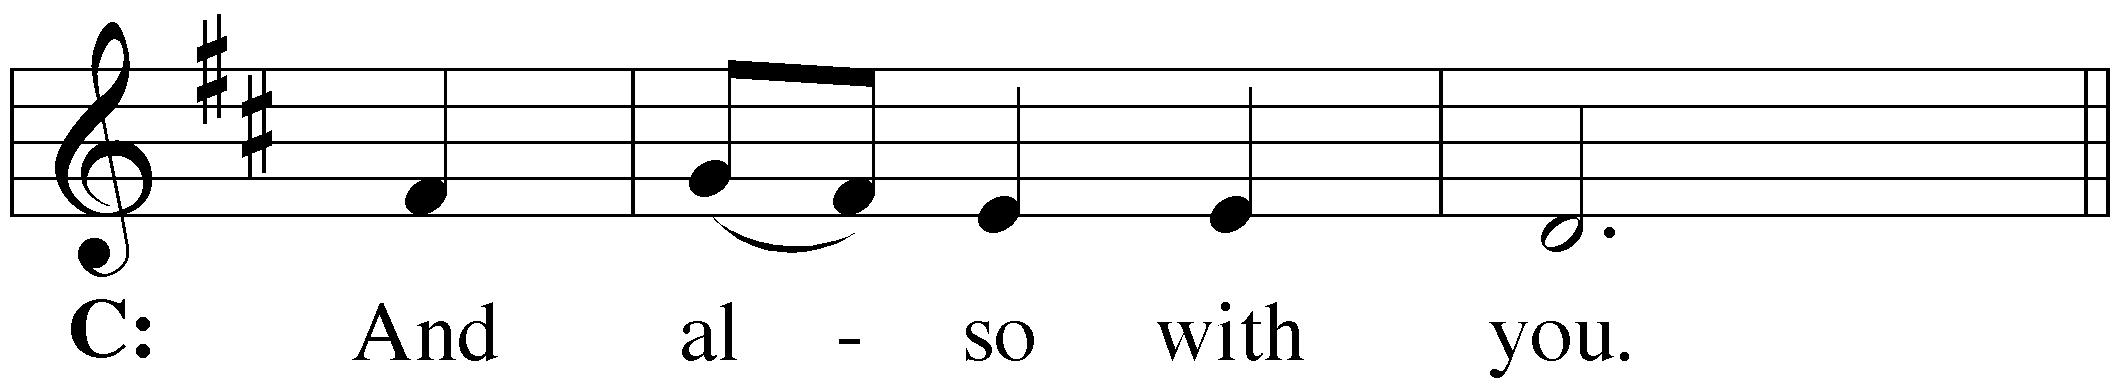 C: And al - so with you.